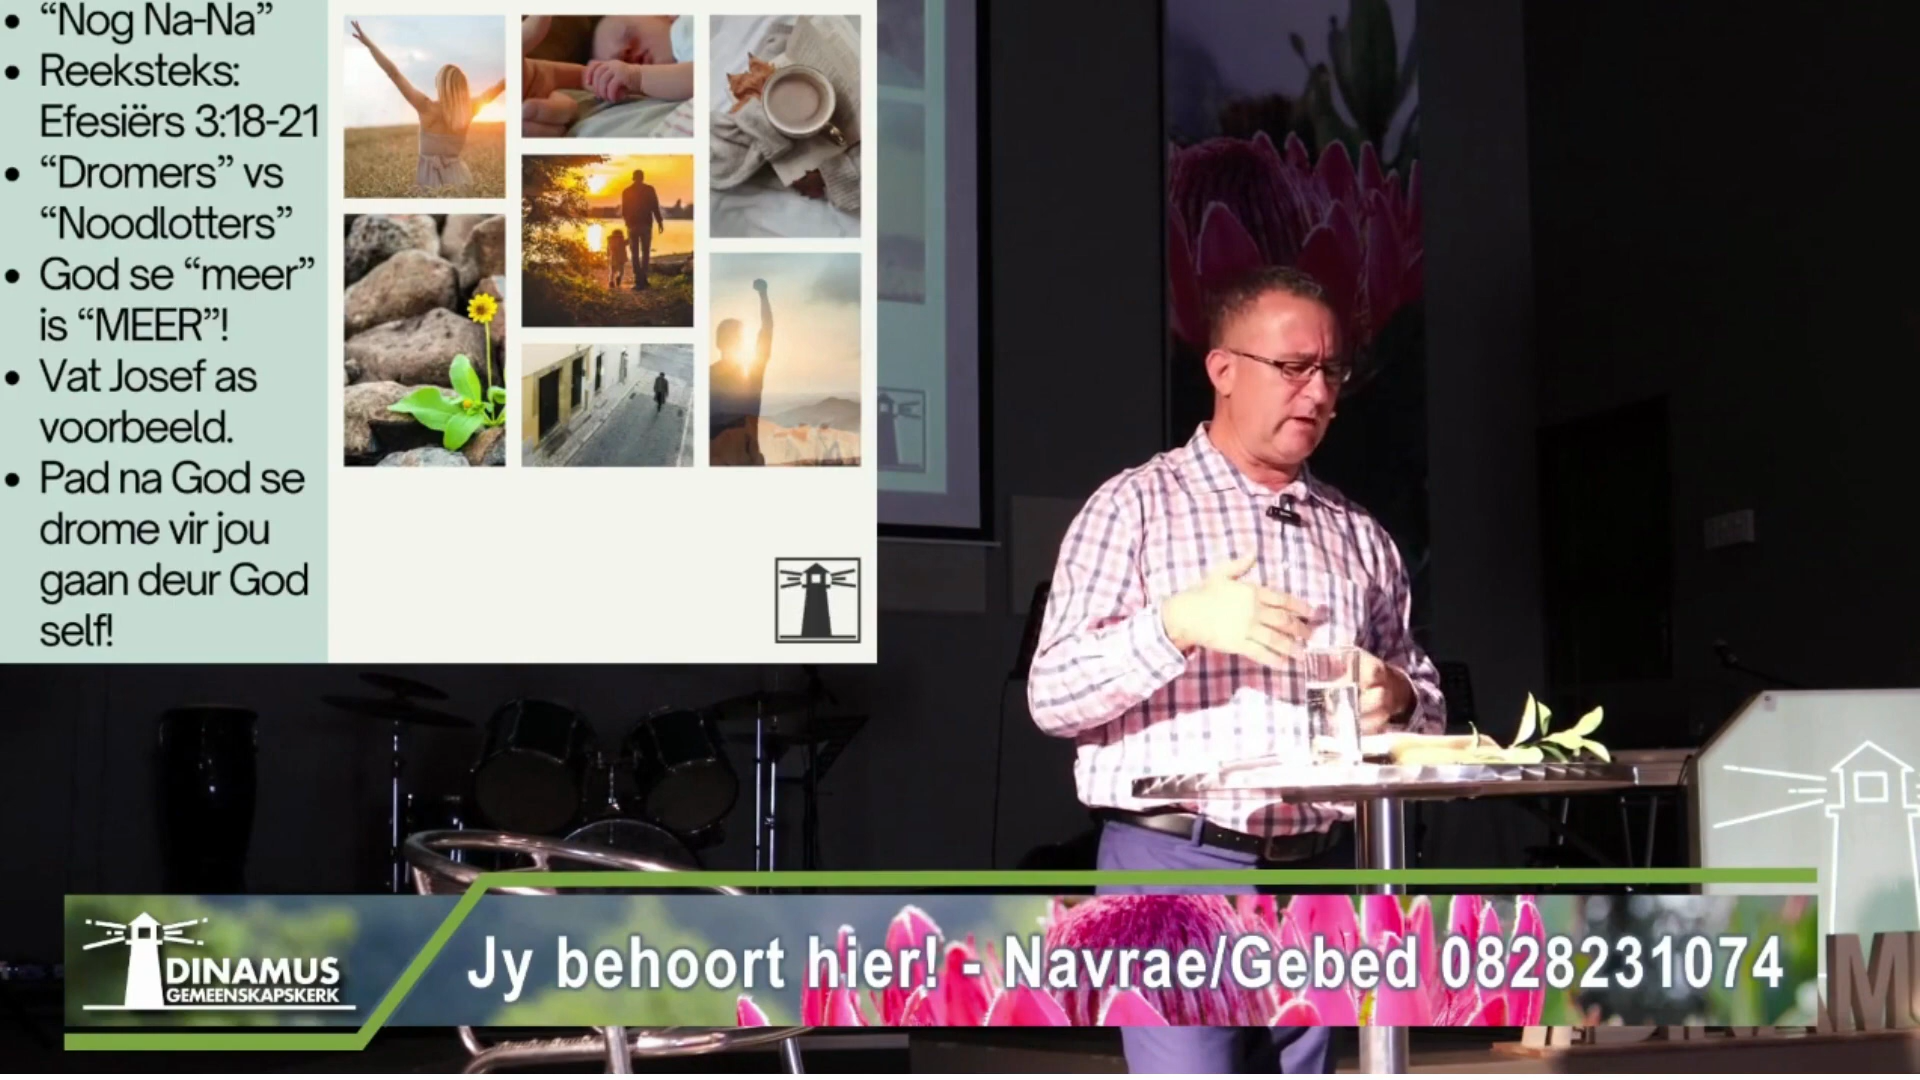 • “Nog Na-Na”
• Reeksteks:
Efesiërs 3:18-21
• “Dromers” vs
“Noodlotters”
• God se “meer”
is “MEER”!
• Vat Josef as
voorbeeld.
• Pad na God se
drome vir jou
gaan deur God
self!
DINAMUS
GEMEENSKAPSKERK
Jy behoort hier! - Navrae/Gebed 0828231074